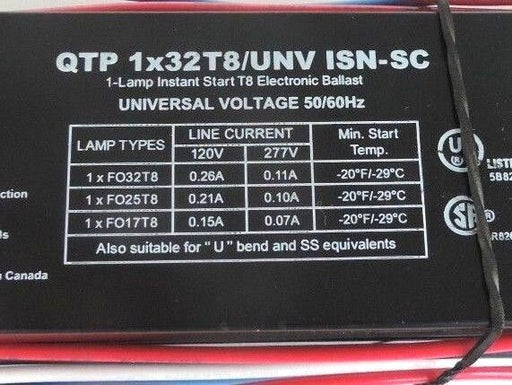 QTP 1x32T8/UNV ISN-SC
1-Lamp Instant Start T8 Electronic Ballast
UNIVERSAL VOLTAGE 50/60Hz
LAMP TYPES LINE CURRENT Min. Start Temp.
120V 277V
1 x FO32T8 0.26A 0.11A -20°F/-29°C
1 x FO25T8 0.21A 0.10A -20°F/-29°C
1 x FO17T8 0.15A 0.07A -20°F/-29°C
Also suitable for "U" bend and SS equivalents
Canada
UL
LISTE
5B82